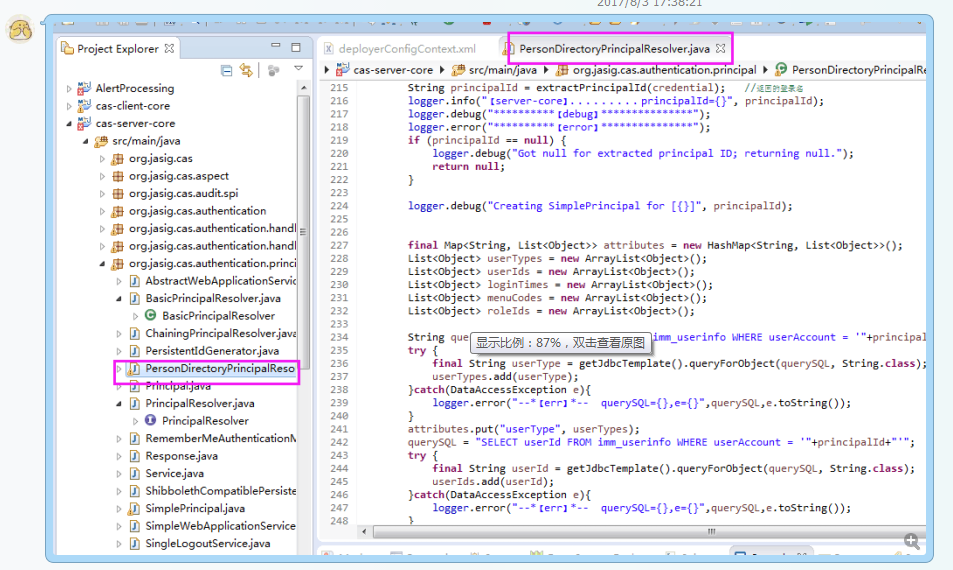 2017/8/3 17:38:21
Project Explorer
AlertProcessing
cas-client-core
cas-server-core
src/main/java
org.jasig.cas
org.jasig.cas.aspect
org.jasig.cas.audit.spi
org.jasig.cas.authentication
org.jasig.cas.authentication.handl
org.jasig.cas.authentication.handl
org.jasig.cas.authentication.princi
AbstractWebApplicationServic
BasicPrincipalResolver.java
BasicPrincipalResolver
ChainingPrincipalResolver.java
PersistentIdGenerator.java
PersonDirectoryPrincipalReso
Principal.java
PrincipalResolver.java
PrincipalResolver
RememberMeAuthenticationM
Response.java
Service.java
ShibbolethCompatiblePersiste
SimplePrincipal.java
SimpleWebApplicationService
SingleLogoutService.java
deployerConfigContext.xml
PersonDirectoryPrincipalResolver.java
cas-server-core
src/main/java
org.jasig.cas.authentication.principal
PersonDirectoryPrincipalRe
215 String principalId = extractPrincipalId(credential); //返回的登录名
216 logger.info("【server-core】.........principalId={}", principalId);
217 logger.debug("**********【debug】***************");
218 logger.error("**********【error】***************");
219 if (principalId == null) {
220 logger.debug("Got null for extracted principal ID; returning null.");
221 return null;
222 }
223
224 logger.debug("Creating SimplePrincipal for [{}]", principalId);
225
226
227 final Map<String, List<Object>> attributes = new HashMap<String, List<Object>>();
228 List<Object> userTypes = new ArrayList<Object>();
229 List<Object> userIds = new ArrayList<Object>();
230 List<Object> loginTimes = new ArrayList<Object>();
231 List<Object> menuCodes = new ArrayList<Object>();
232 List<Object> roleIds = new ArrayList<Object>();
233
234 String que imm_userinfo WHERE userAccount = '"+principal
显示比例：87%，双击查看原图
235 try {
236 final String userType = getJdbcTemplate().queryForObject(querySQL, String.class);
237 userTypes.add(userType);
238 }catch(DataAccessException e){
239 logger.error("--*【err】*-- querySQL={},e={}",querySQL,e.toString());
240 }
241 attributes.put("userType", userTypes);
242 querySQL = "SELECT userId FROM imm_userinfo WHERE userAccount = '"+principalId+"'";
243 try {
244 final String userId = getJdbcTemplate().queryForObject(querySQL, String.class);
245 userIds.add(userId);
246 }catch(DataAccessException e){
247 logger.error("--*【err】*-- querySQL={},e={}",querySQL,e.toString());
248 }